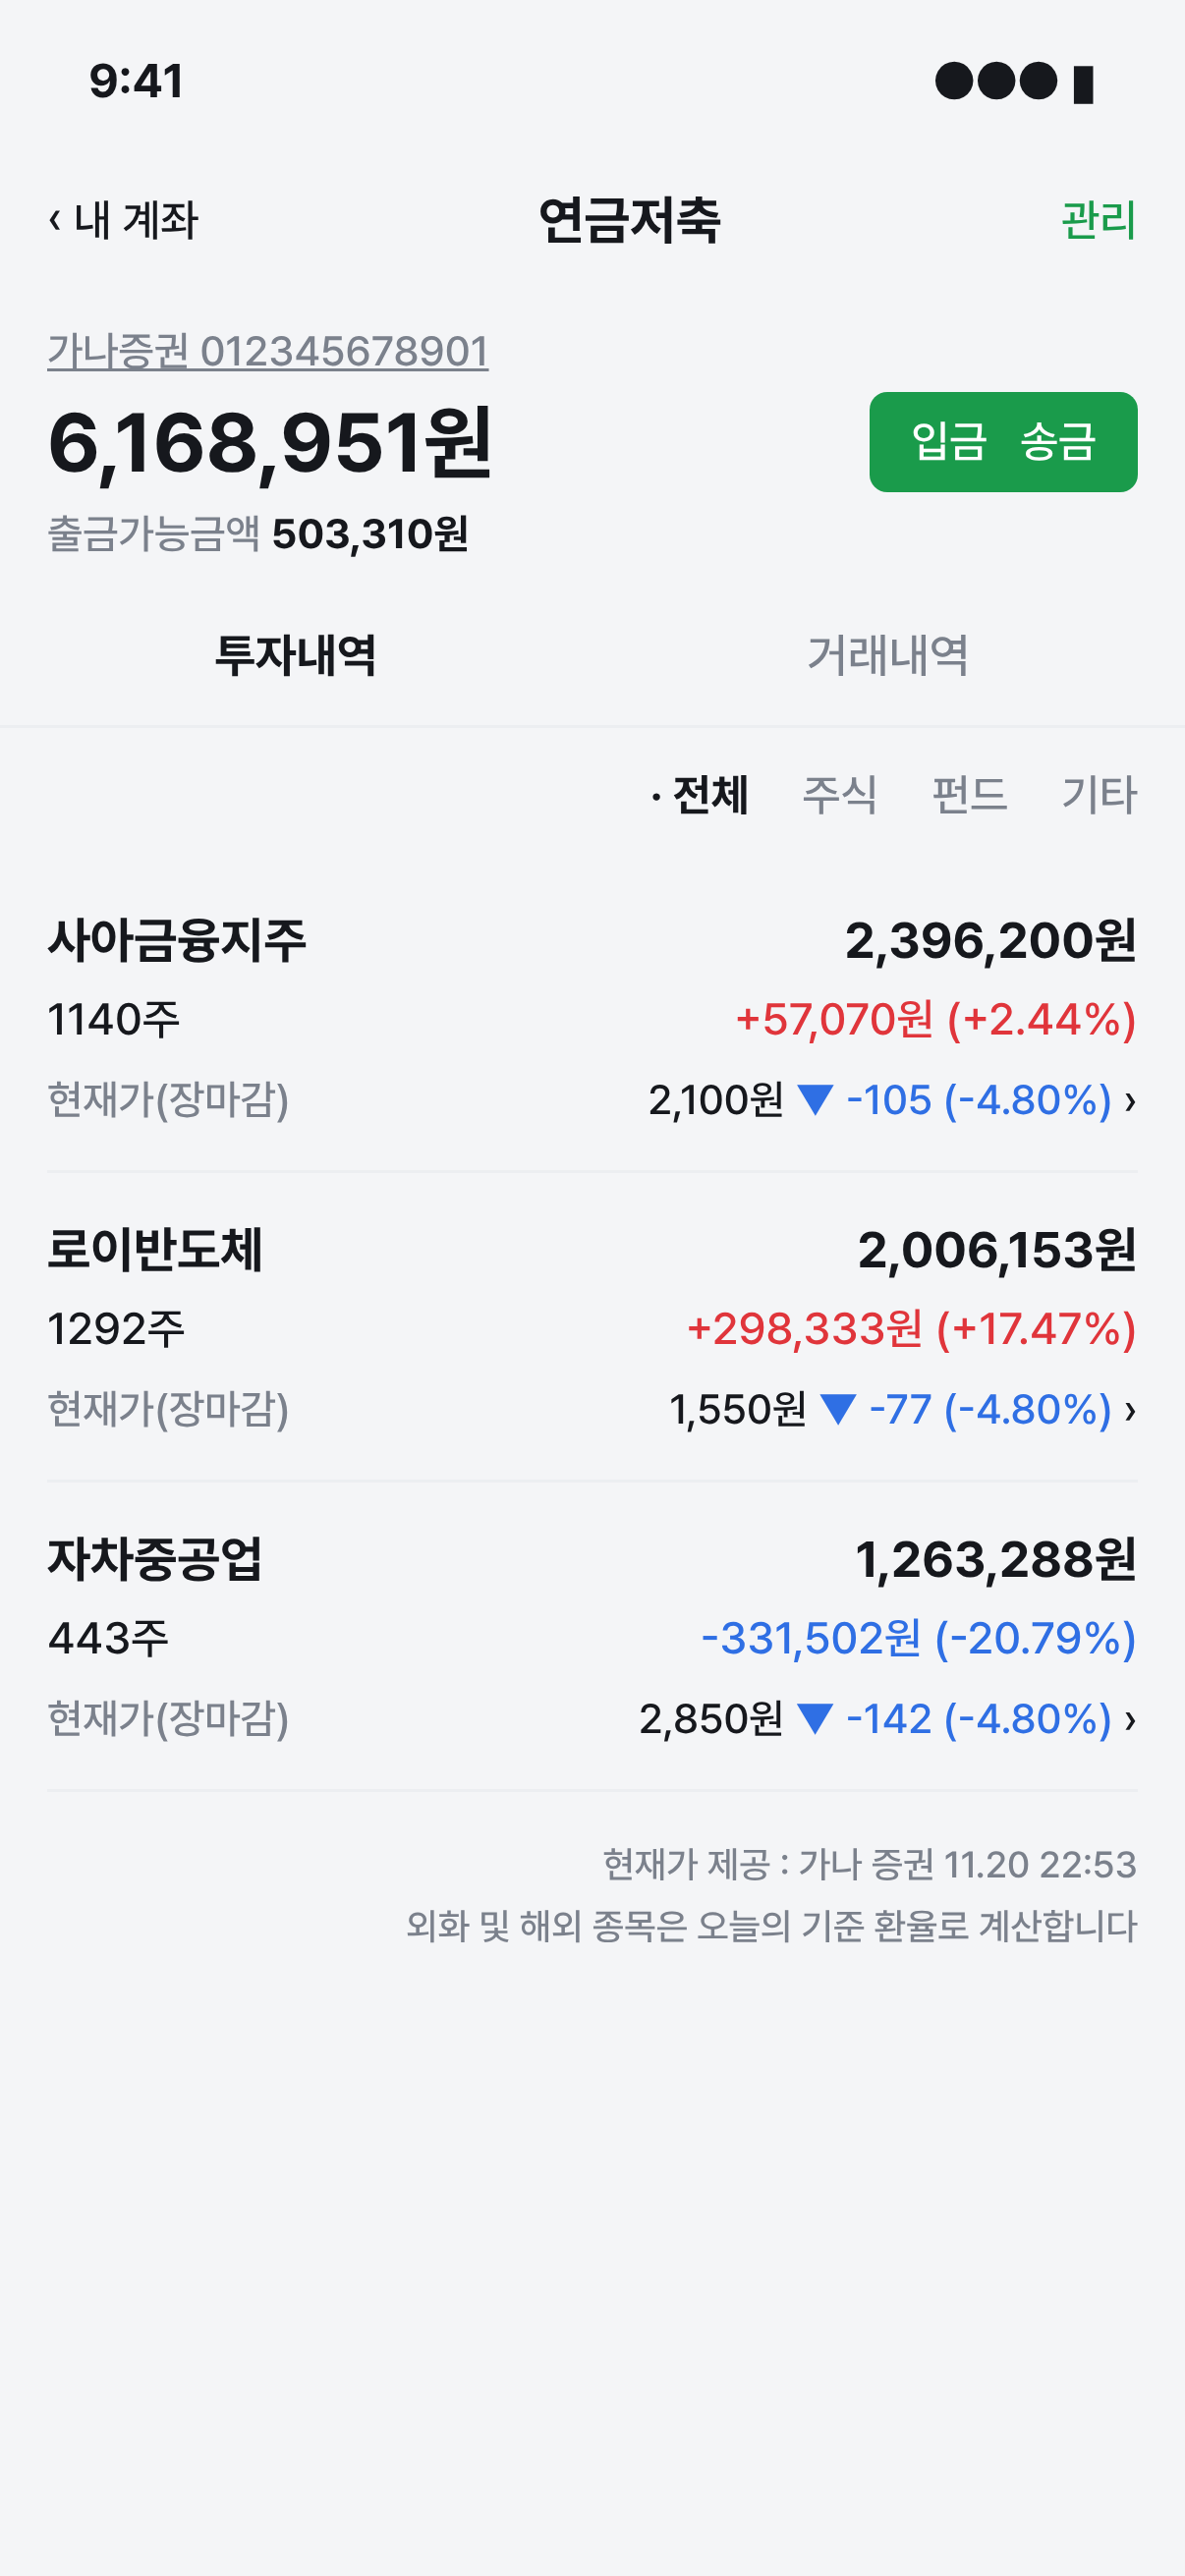 9:41
‹ 내 계좌 연금저축 관리
가나증권 012345678901
6,168,951원 입금 송금
출금가능금액 503,310원
투자내역 거래내역
· 전체 주식 펀드 기타
사아금융지주 2,396,200원
1140주 +57,070원 (+2.44%)
현재가(장마감) 2,100원 ▼ -105 (-4.80%) ›
로이반도체 2,006,153원
1292주 +298,333원 (+17.47%)
현재가(장마감) 1,550원 ▼ -77 (-4.80%) ›
자차중공업 1,263,288원
443주 -331,502원 (-20.79%)
현재가(장마감) 2,850원 ▼ -142 (-4.80%) ›
현재가 제공 : 가나 증권 11.20 22:53
외화 및 해외 종목은 오늘의 기준 환율로 계산합니다